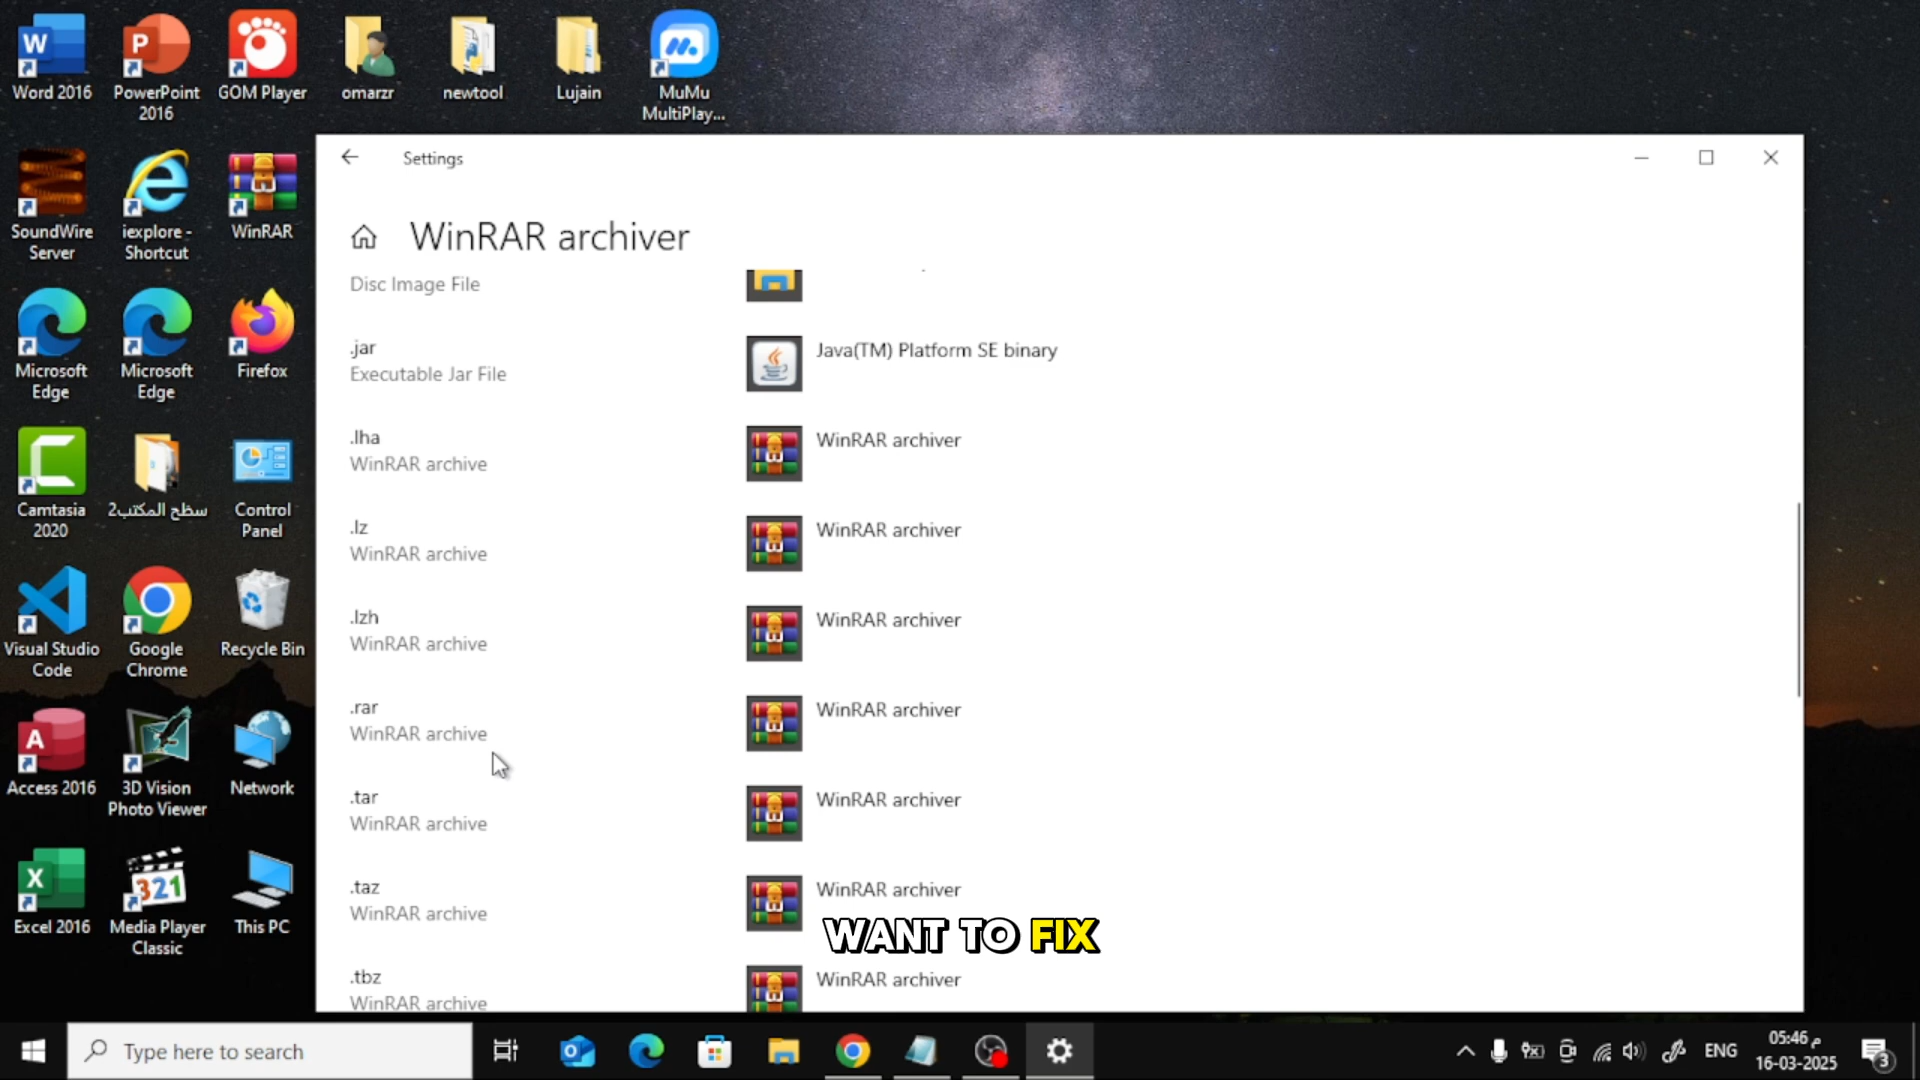 Word 2016
PowerPoint
2016
GOM Player
omarzr
newtool
Lujain
MuMu
MultiPlay...
SoundWire
Server
iexplore -
Shortcut
WinRAR
Microsoft
Edge
Microsoft
Edge
Firefox
Camtasia
2020
سطح المكتب2
Control
Panel
Visual Studio
Code
Google
Chrome
Recycle Bin
Access 2016
3D Vision
Photo Viewer
Network
Excel 2016
321
Media Player
Classic
This PC
Settings
WinRAR archiver
Disc Image File
.jar
Executable Jar File
Java(TM) Platform SE binary
.lha
WinRAR archive
WinRAR archiver
.lz
WinRAR archive
WinRAR archiver
.lzh
WinRAR archive
WinRAR archiver
.rar
WinRAR archive
WinRAR archiver
.tar
WinRAR archive
WinRAR archiver
.taz
WinRAR archive
WinRAR archiver
WANT TO FIX
.tbz
WinRAR archive
WinRAR archiver
Type here to search
ENG
05:46 م
16-03-2025
3